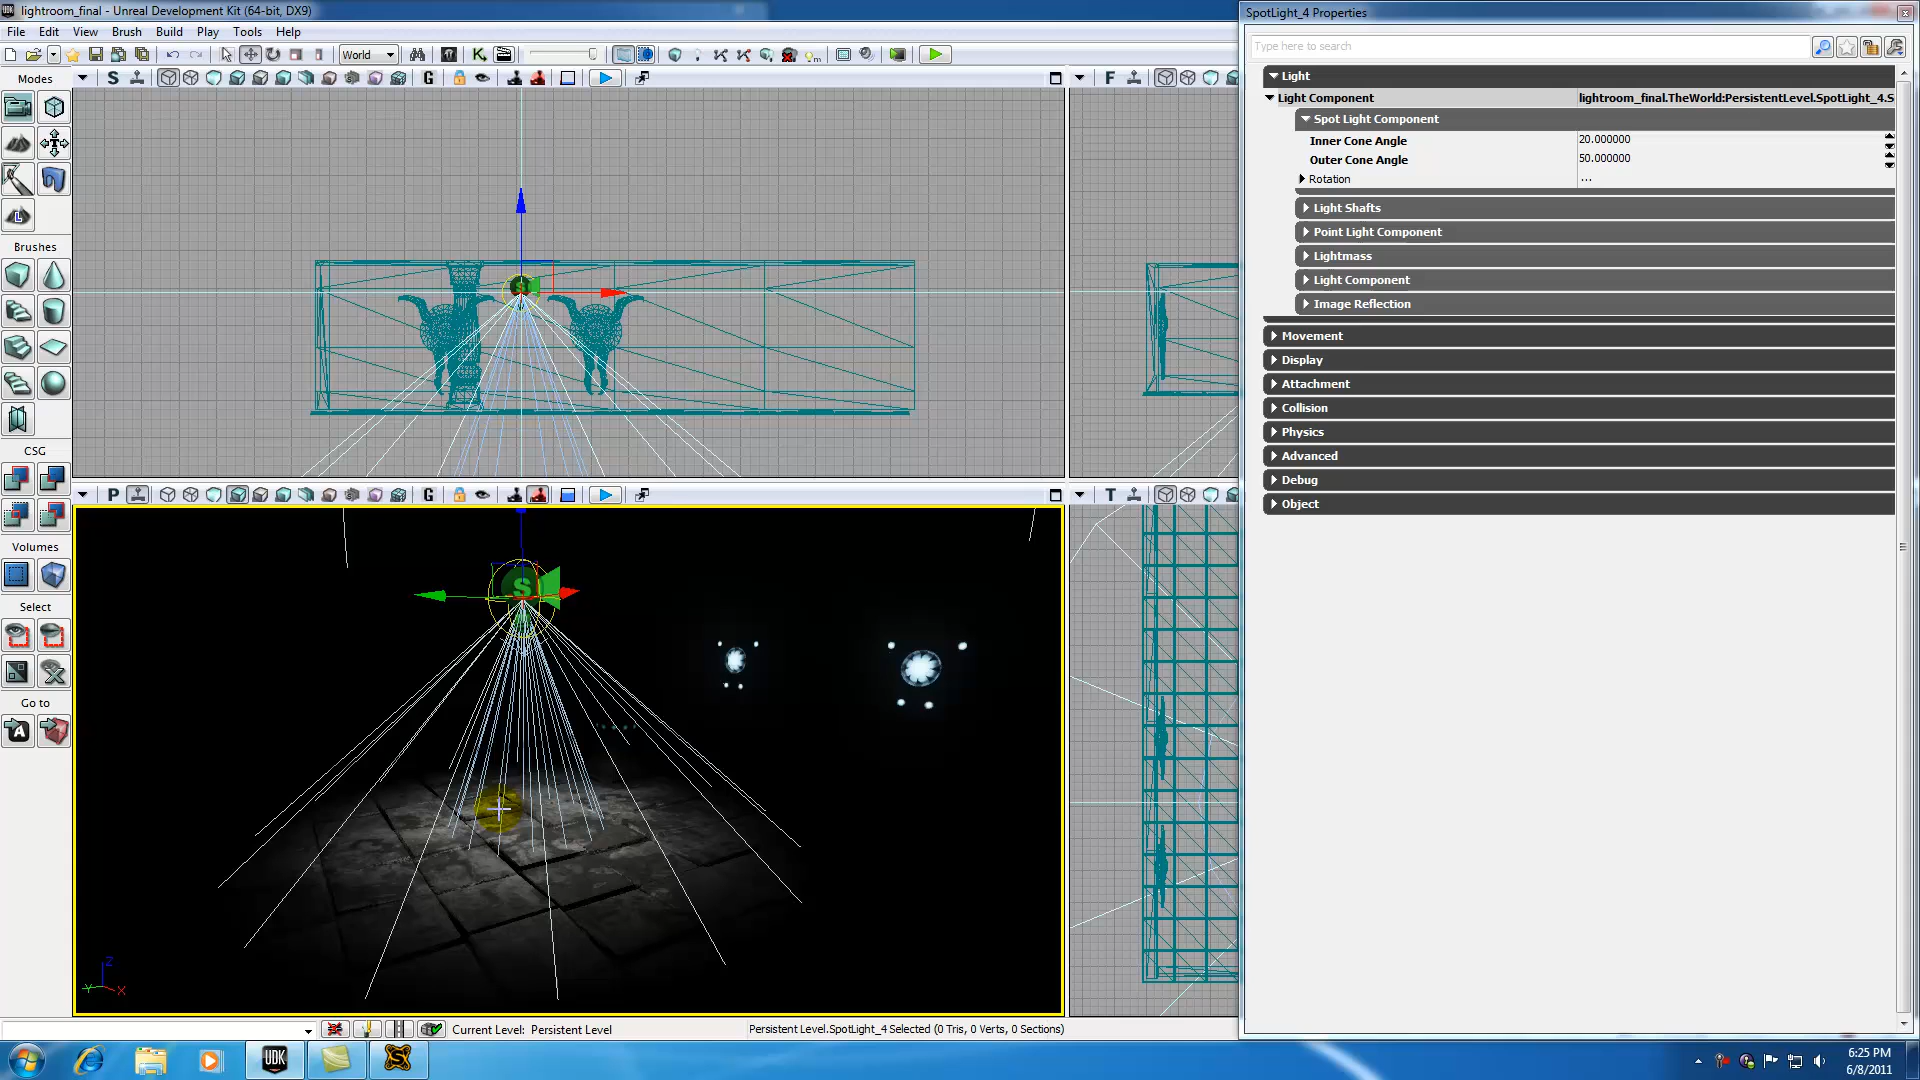 lightroom_final - Unreal Development Kit (64-bit, DX9)
File Edit View Brush Build Play Tools Help
World
Modes
S
G
F
L
Brushes
CSG
Volumes
Select
Go to
A
S
P
G
T
S
Z
Y
X
Current Level: Persistent Level
Persistent Level.SpotLight_4 Selected (0 Tris, 0 Verts, 0 Sections)
SpotLight_4 Properties
Type here to search
Light
Light Component lightroom_final.TheWorld:PersistentLevel.SpotLight_4.S
Spot Light Component
Inner Cone Angle 20.000000
Outer Cone Angle 50.000000
Rotation ...
Light Shafts
Point Light Component
Lightmass
Light Component
Image Reflection
Movement
Display
Attachment
Collision
Physics
Advanced
Debug
Object
UDK
6:25 PM
6/8/2011